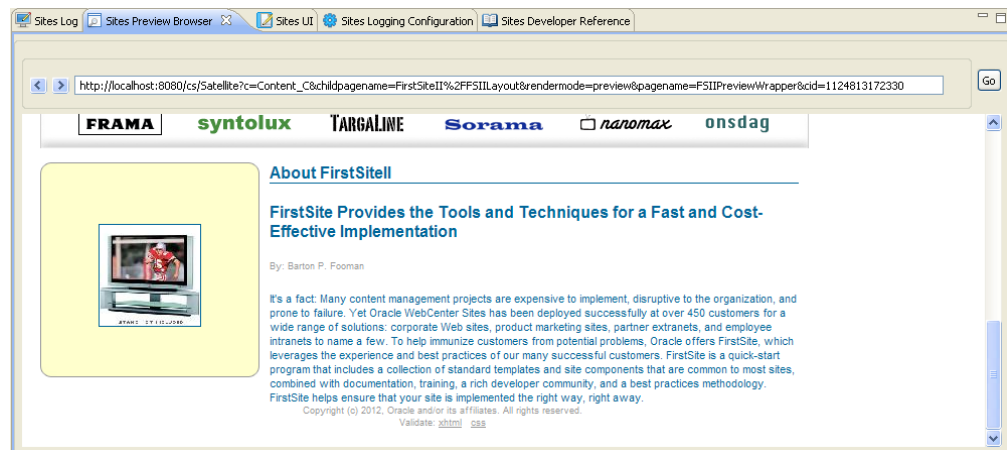 Sites Log Sites Preview Browser Sites UI Sites Logging Configuration Sites Developer Reference
http://localhost:8080/cs/Satellite?c=Content_C&childpagename=FirstSiteII%2FFSIILayout&rendermode=preview&pagename=FSIIPreviewWrapper&cid=1124813172330 Go
FRAMA syntolux TARGALINE Sorama nanomax onsdag
About FirstSiteII
FirstSite Provides the Tools and Techniques for a Fast and Cost-
Effective Implementation
By: Barton P. Fooman
It's a fact: Many content management projects are expensive to implement, disruptive to the organization, and
prone to failure. Yet Oracle WebCenter Sites has been deployed successfully at over 450 customers for a
wide range of solutions: corporate Web sites, product marketing sites, partner extranets, and employee
intranets to name a few. To help immunize customers from potential problems, Oracle offers FirstSite, which
leverages the experience and best practices of our many successful customers. FirstSite is a quick-start
program that includes a collection of standard templates and site components that are common to most sites,
combined with documentation, training, a rich developer community, and a best practices methodology.
FirstSite helps ensure that your site is implemented the right way, right away.
Copyright (c) 2012, Oracle and/or its affiliates. All rights reserved.
Validate: xhtml css